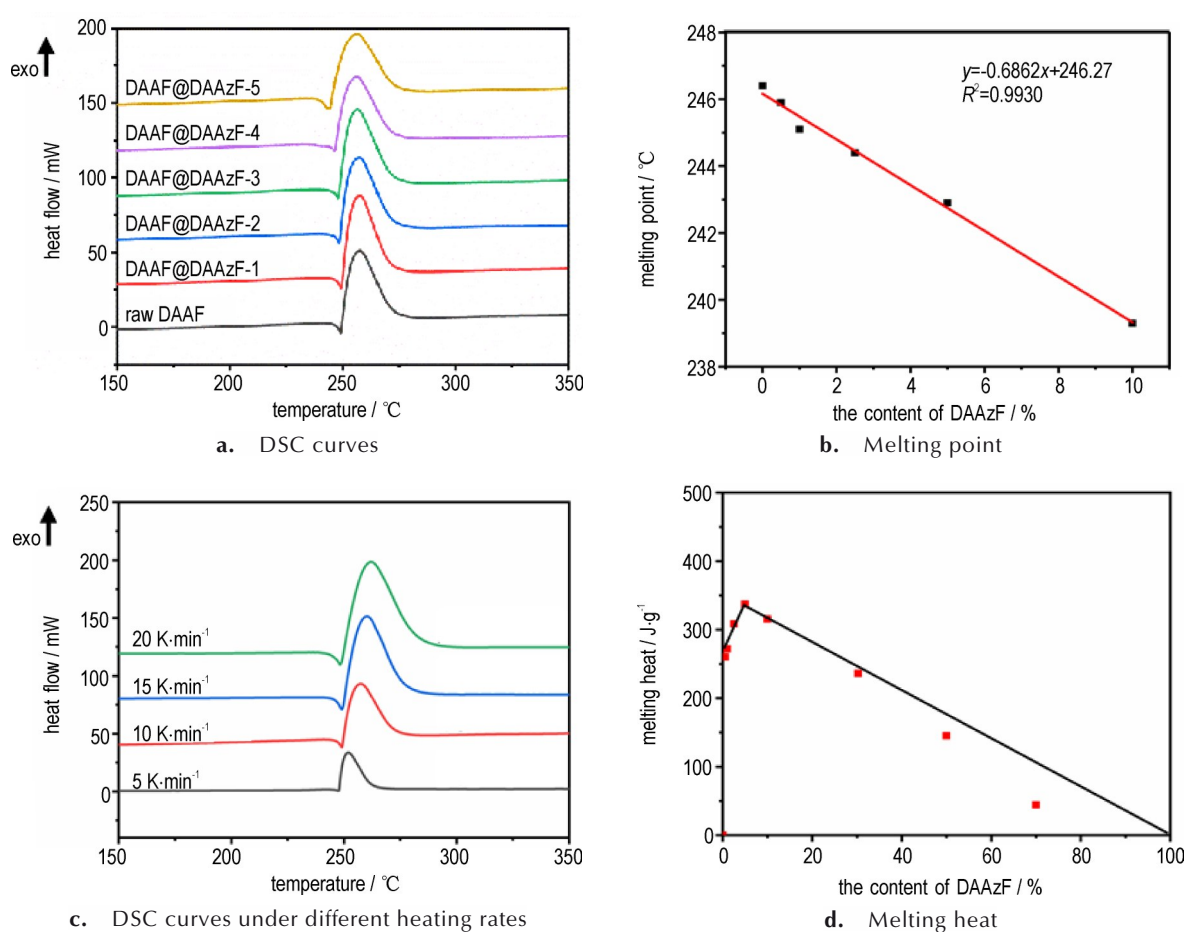 200
150
100
50
0
exo
heat flow / mW
DAAF@DAAzF-5
DAAF@DAAzF-4
DAAF@DAAzF-3
DAAF@DAAzF-2
DAAF@DAAzF-1
raw DAAF
150 200 250 300 350
temperature / ℃
a. DSC curves
248
246
244
242
240
238
melting point / ℃
y=-0.6862x+246.27
R²=0.9930
0 2 4 6 8 10
the content of DAAzF / %
b. Melting point
250
200
150
100
50
0
exo
heat flow / mW
20 K·min⁻¹
15 K·min⁻¹
10 K·min⁻¹
5 K·min⁻¹
150 200 250 300 350
temperature / ℃
c. DSC curves under different heating rates
500
400
300
200
100
0
melting heat / J·g⁻¹
0 20 40 60 80 100
the content of DAAzF / %
d. Melting heat